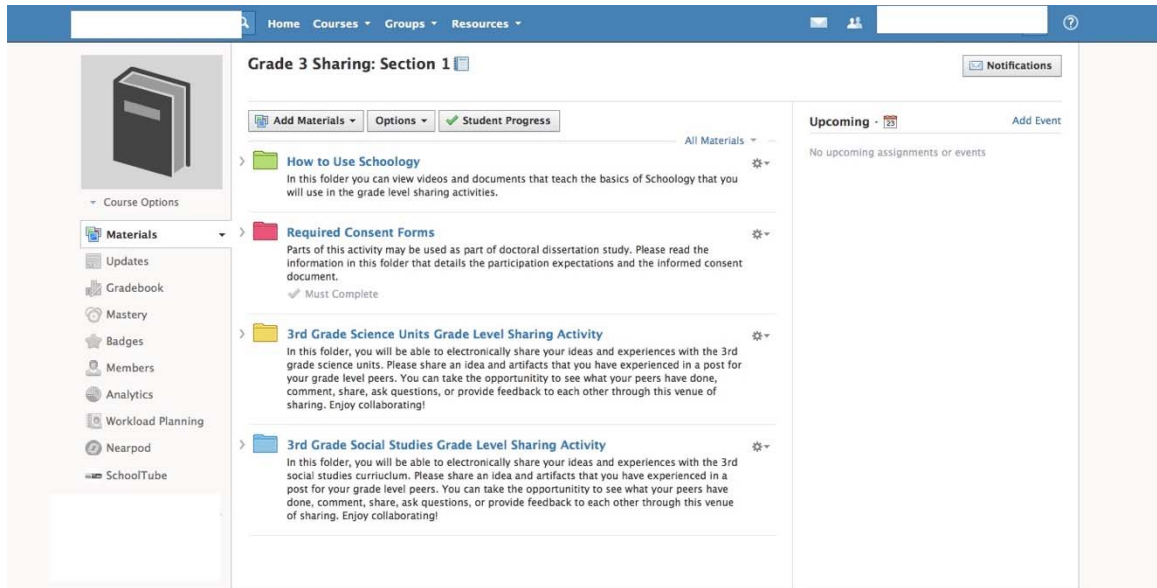 Home Courses Groups Resources
Grade 3 Sharing: Section 1
Notifications
Add Materials Options Student Progress
All Materials
How to Use Schoology
In this folder you can view videos and documents that teach the basics of Schoology that you
will use in the grade level sharing activities.
Required Consent Forms
Parts of this activity may be used as part of doctoral dissertation study. Please read the
information in this folder that details the participation expectations and the informed consent
document.
Must Complete
3rd Grade Science Units Grade Level Sharing Activity
In this folder, you will be able to electronically share your ideas and experiences with the 3rd
grade science units. Please share an idea and artifacts that you have experienced in a post for
your grade level peers. You can take the opportunitity to see what your peers have done,
comment, share, ask questions, or provide feedback to each other through this venue of
sharing. Enjoy collaborating!
3rd Grade Social Studies Grade Level Sharing Activity
In this folder, you will be able to electronically share your ideas and experiences with the 3rd
social studies curriuclum. Please share an idea and artifacts that you have experienced in a
post for your grade level peers. You can take the opportunitity to see what your peers have
done, comment, share, ask questions, or provide feedback to each other through this venue
of sharing. Enjoy collaborating!
Upcoming · 23 Add Event
No upcoming assignments or events
Course Options
Materials
Updates
Gradebook
Mastery
Badges
Members
Analytics
Workload Planning
Nearpod
SchoolTube